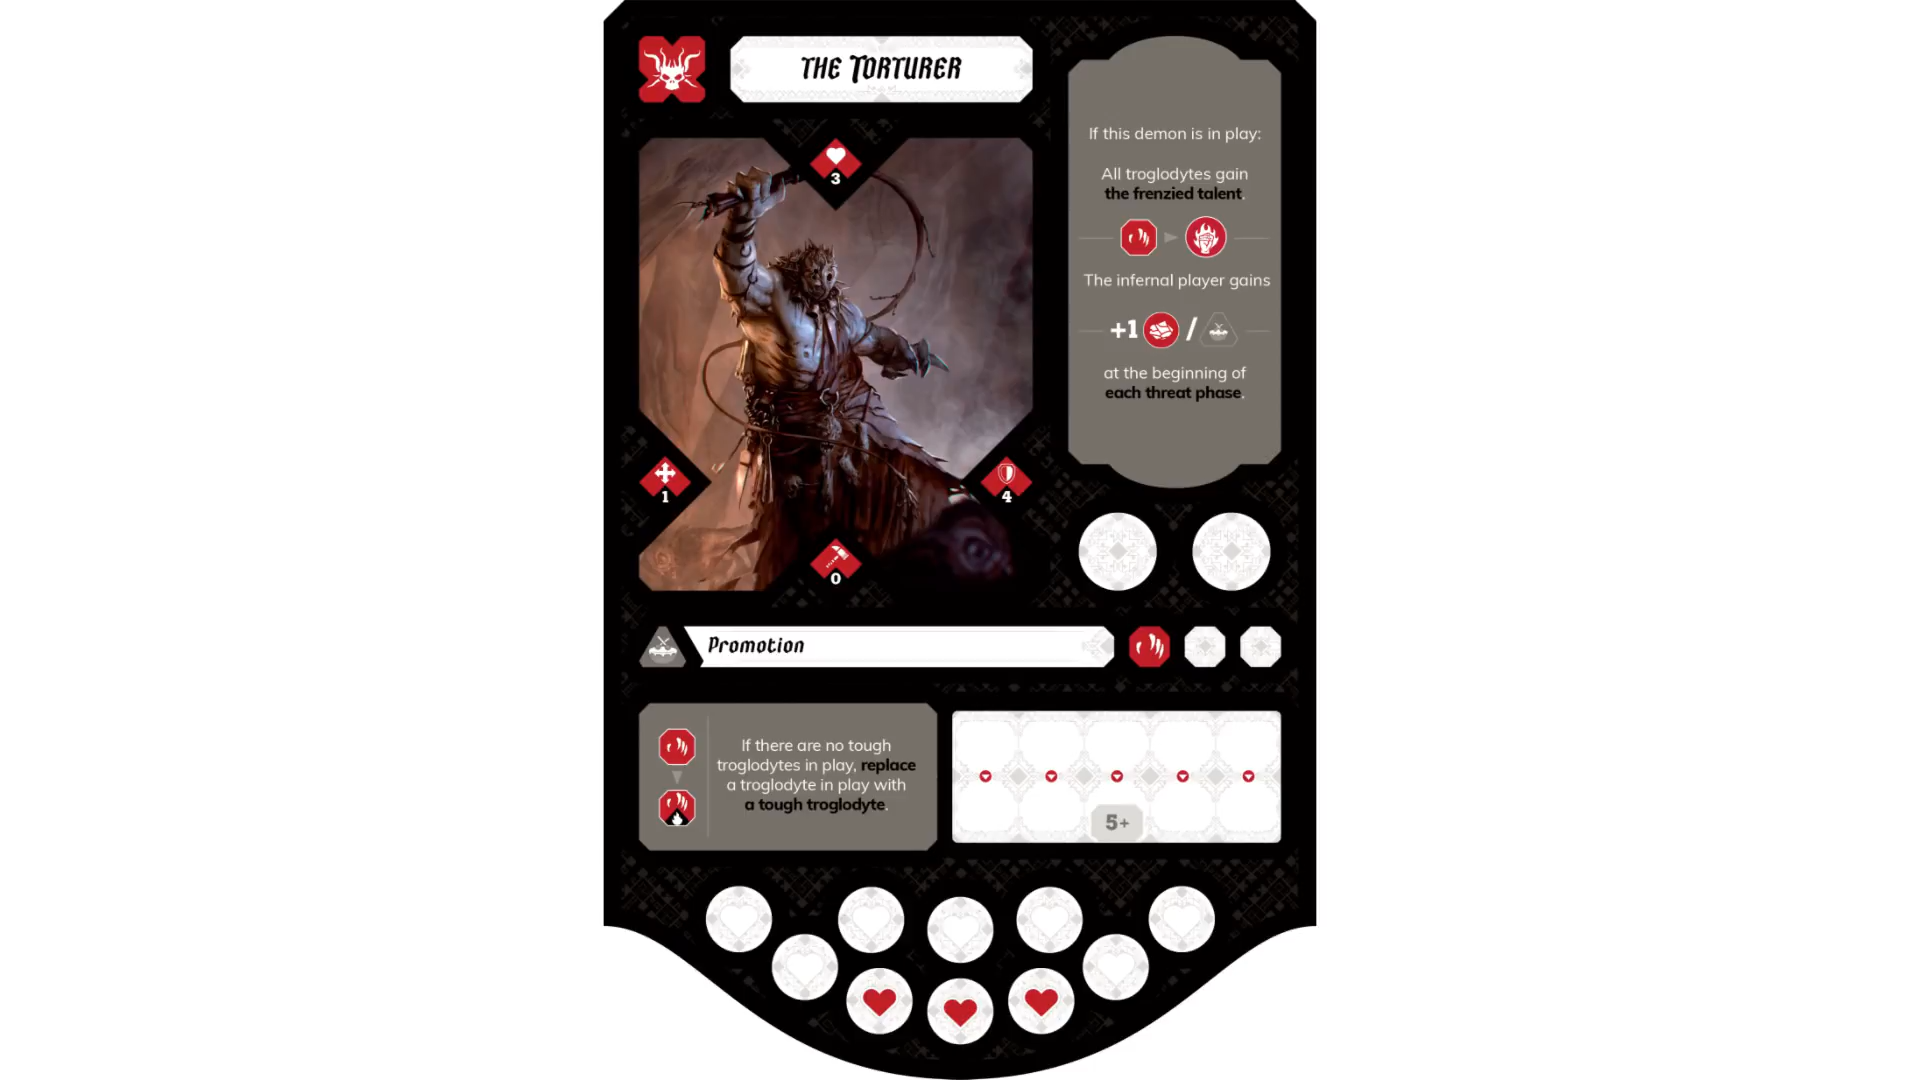 THE TORTURER
3
1
4
0
If this demon is in play:
All troglodytes gain
the frenzied talent.
The infernal player gains
+1 /
at the beginning of
each threat phase.
Promotion
If there are no tough
troglodytes in play, replace
a troglodyte in play with
a tough troglodyte.
5+